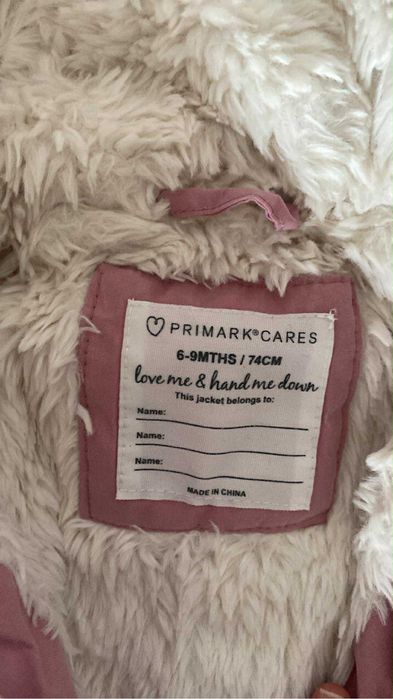 ♡ PRIMARK®CARES
6-9MTHS / 74CM
love me & hand me down
This jacket belongs to:
Name:
Name:
Name:
MADE IN CHINA